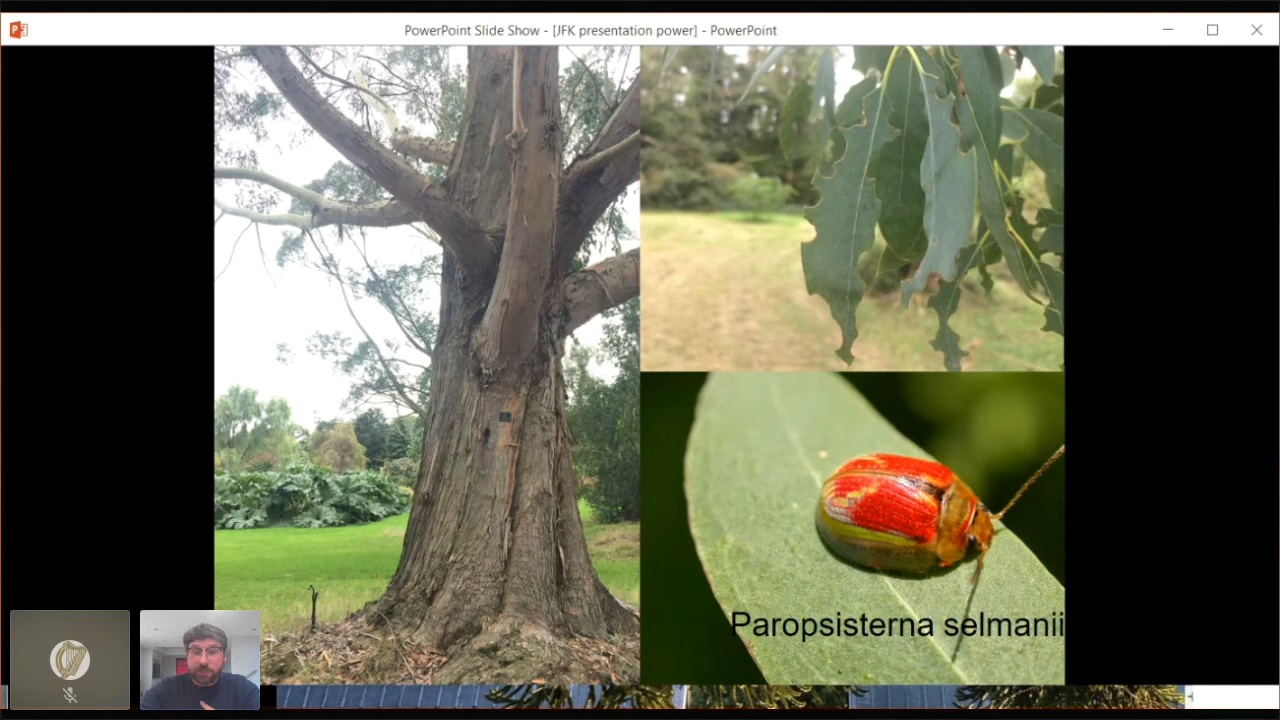 PowerPoint Slide Show - [JFK presentation power] - PowerPoint
Paropsisterna selmanii